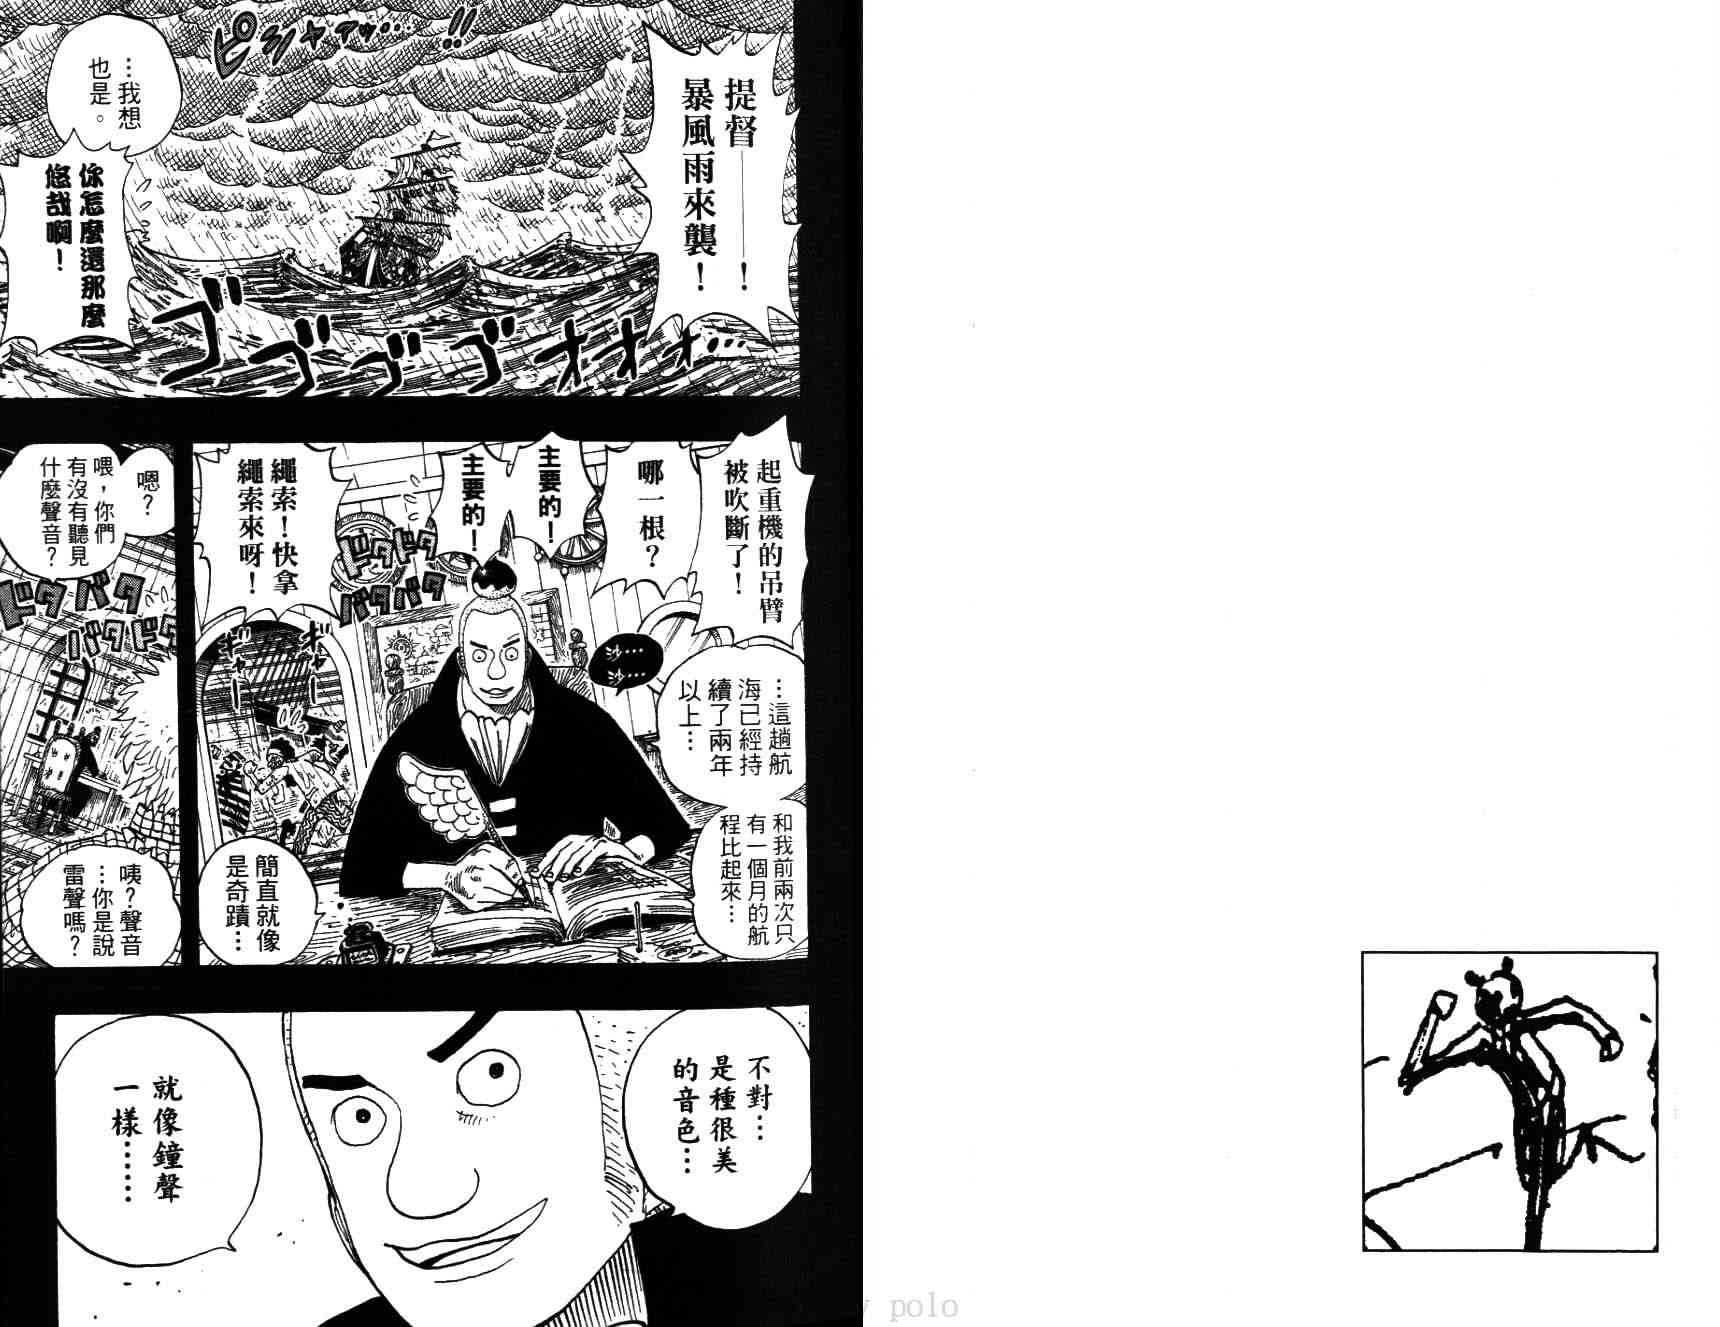 提督——！
暴風雨來襲！
ピシャアァッ…!!
…我想
也是。
你怎麼還那麼
悠哉啊！
ゴゴゴゴオオオ…
起重機的吊臂
被吹斷了！
哪一根？
主要的！
主要的！
繩索！快拿
繩索來呀！
ドタドタ
バタバタ
ギャー
ギャー
沙…
沙…
…這趟航
海已經持
續了兩年
以上…
和我前兩次只
有一個月的航
程比起來…
簡直就像
是奇蹟…
嗯？
喂，你們
有沒有聽見
什麼聲音？
ドタバタ
バタドタ
咦？聲音
…你是說
雷聲嗎？
不對…
是種很美
的音色…
就像鐘聲
一樣……
polo